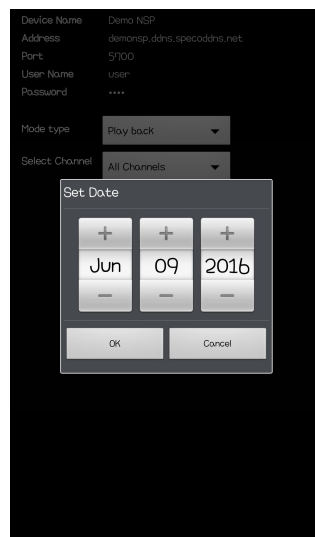 Device Name Demo NSP
Address demonsp.ddns.specoddns.net
Port 5700
User Name user
Password ••••
Mode type Play back
Select Channel All Channels
Set Date
+ + +
Jun 09 2016
- - -
OK Cancel